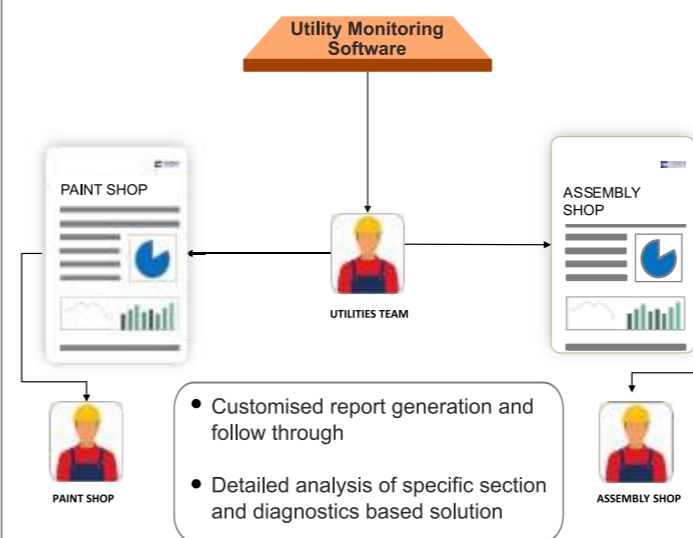 Utility Monitoring
Software
PAINT SHOP
ASSEMBLY
SHOP
UTILITIES TEAM
• Customised report generation and
follow through
• Detailed analysis of specific section
and diagnostics based solution
PAINT SHOP
ASSEMBLY SHOP